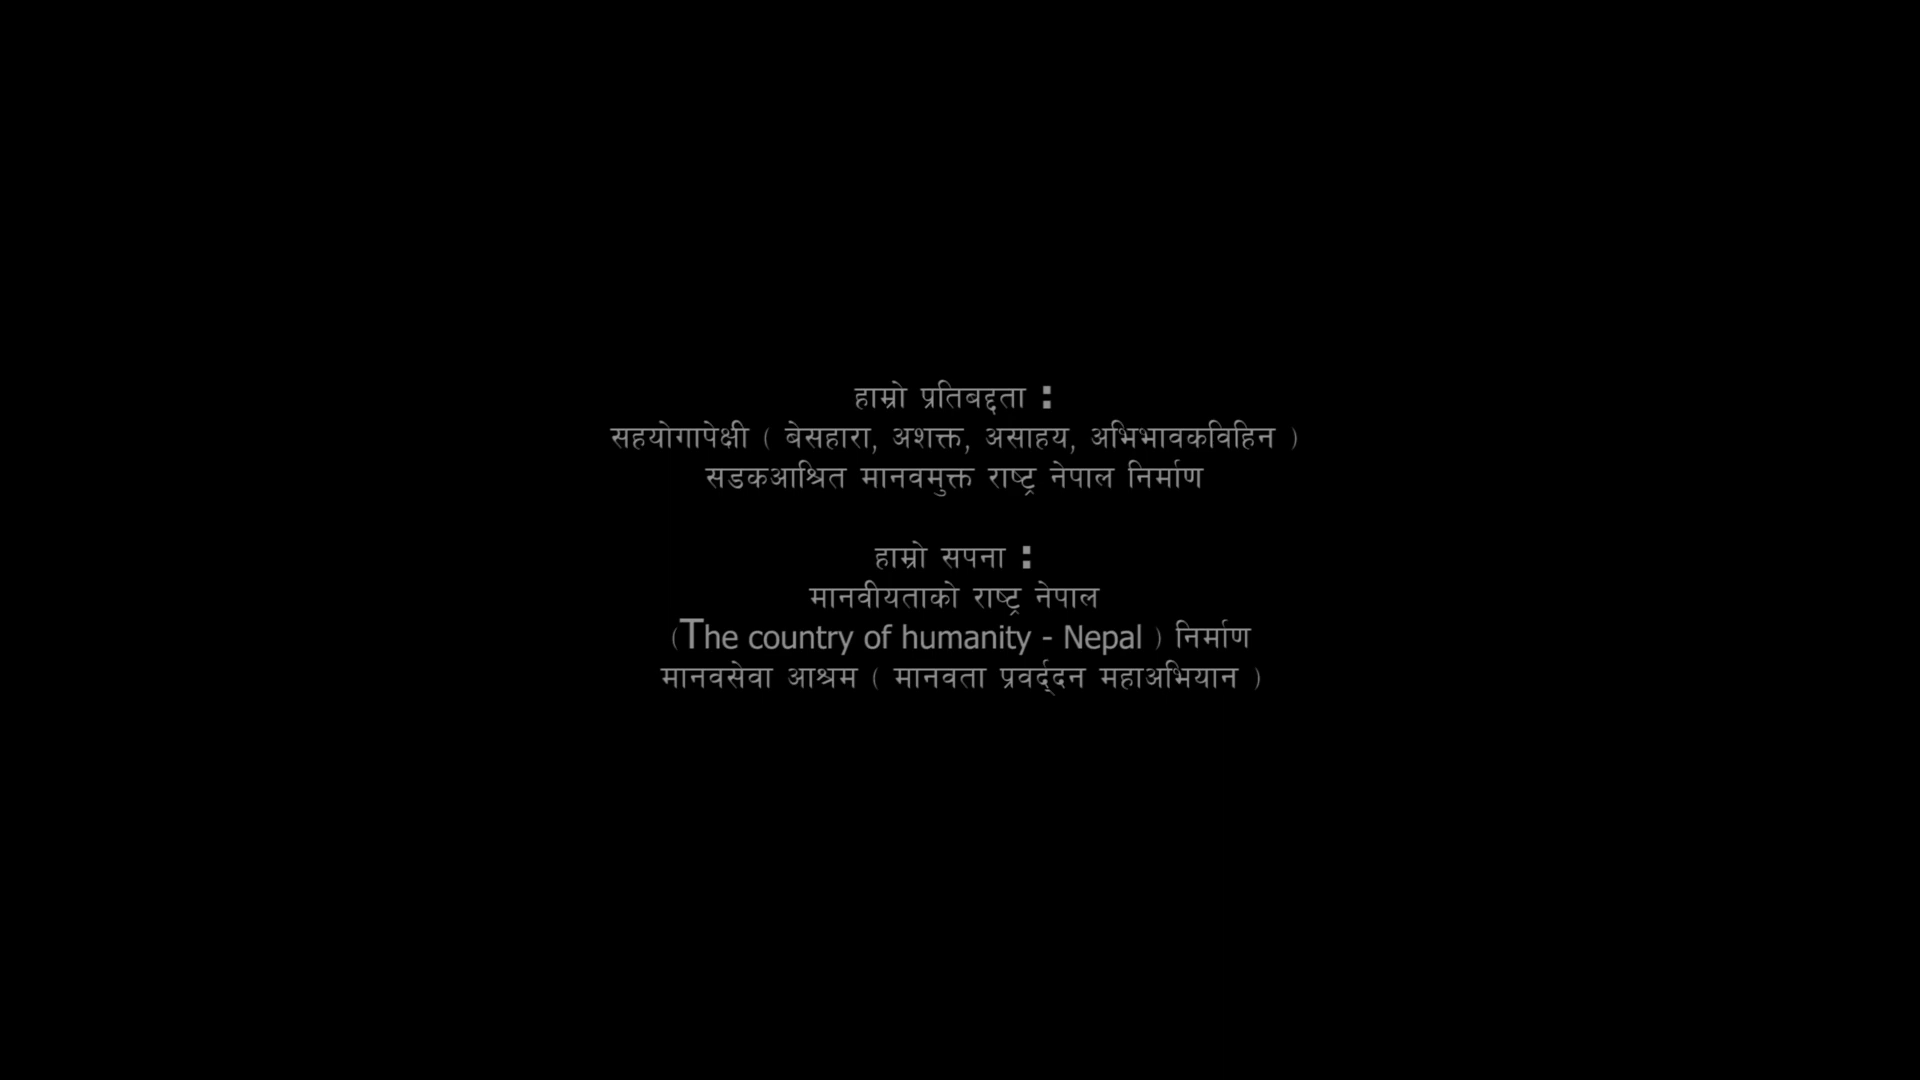 हाम्रो प्रतिबद्दता :
सहयोगापेक्षी ( बेसहारा, अशक्त, असाहय, अभिभावकविहिन )
सडकआश्रित मानवमुक्त राष्ट्र नेपाल निर्माण
हाम्रो सपना :
मानवीयताको राष्ट्र नेपाल
(The country of humanity - Nepal ) निर्माण
मानवसेवा आश्रम ( मानवता प्रवर्द्दन महाअभियान )